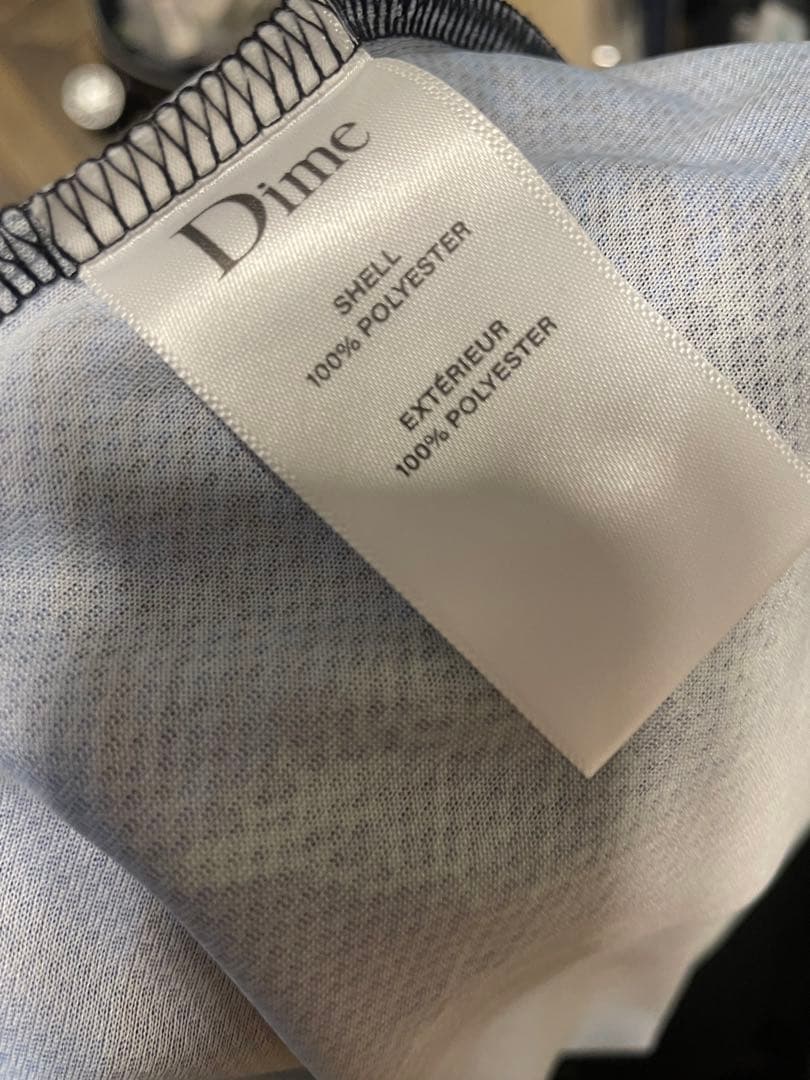 Dime
SHELL
100% POLYESTER
EXTÉRIEUR
100% POLYESTER